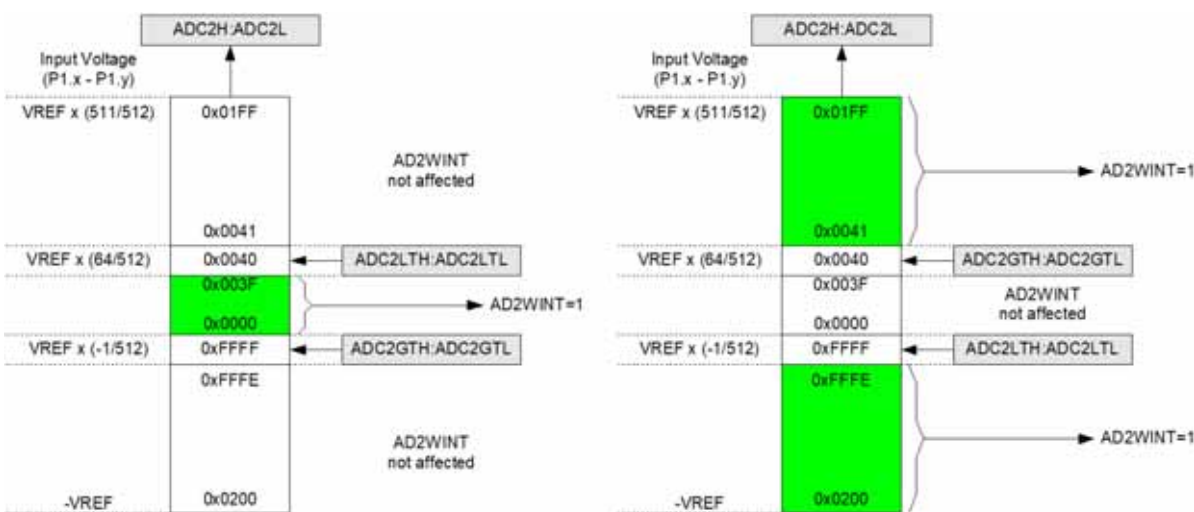 ADC2H:ADC2L
Input Voltage
(P1.x - P1.y)
VREF x (511/512)
0x01FF
AD2WINT
not affected
0x0041
VREF x (64/512)
0x0040
ADC2LTH:ADC2LTL
0x003F
AD2WINT=1
0x0000
VREF x (-1/512)
0xFFFF
ADC2GTH:ADC2GTL
0xFFFE
AD2WINT
not affected
-VREF
0x0200
ADC2H:ADC2L
Input Voltage
(P1.x - P1.y)
VREF x (511/512)
0x01FF
AD2WINT=1
0x0041
VREF x (64/512)
0x0040
ADC2GTH:ADC2GTL
0x003F
AD2WINT
not affected
0x0000
VREF x (-1/512)
0xFFFF
ADC2LTH:ADC2LTL
0xFFFE
AD2WINT=1
-VREF
0x0200